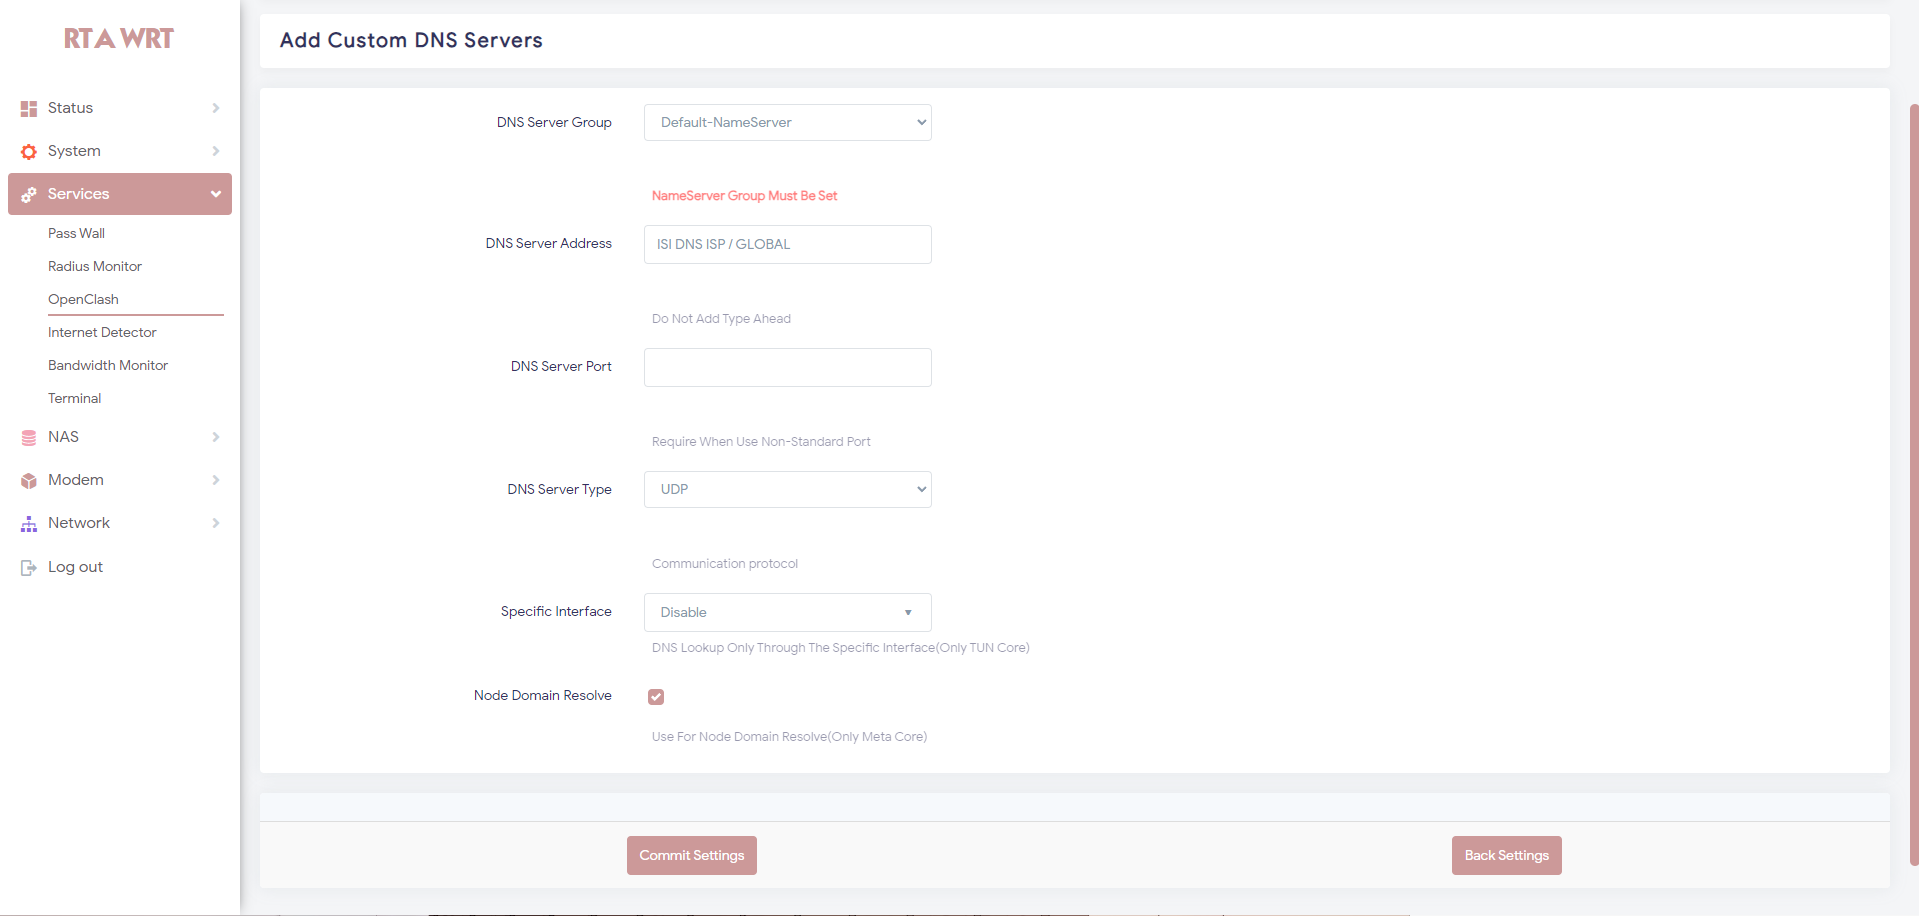 RTA WRT
Status
System
Services
Pass Wall
Radius Monitor
OpenClash
Internet Detector
Bandwidth Monitor
Terminal
NAS
Modem
Network
Log out
Add Custom DNS Servers
DNS Server Group
Default-NameServer
NameServer Group Must Be Set
DNS Server Address
ISI DNS ISP / GLOBAL
Do Not Add Type Ahead
DNS Server Port
Require When Use Non-Standard Port
DNS Server Type
UDP
Communication protocol
Specific Interface
Disable
DNS Lookup Only Through The Specific Interface(Only TUN Core)
Node Domain Resolve
Use For Node Domain Resolve(Only Meta Core)
Commit Settings
Back Settings